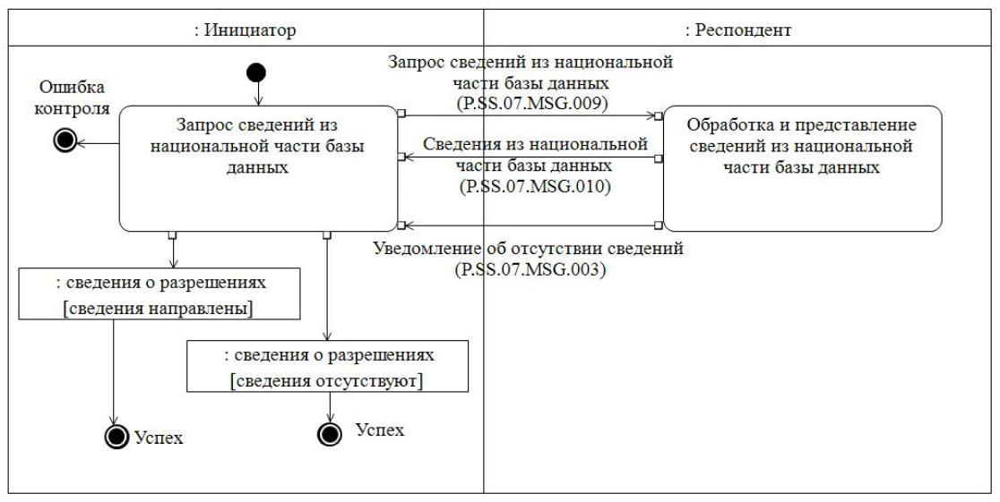 : Инициатор
: Респондент
Ошибка
контроля
Запрос сведений из национальной
части базы данных
(P.SS.07.MSG.009)
Запрос сведений из
национальной части базы
данных
Сведения из национальной
части базы данных
(P.SS.07.MSG.010)
Обработка и представление
сведений из национальной
части базы данных
Уведомление об отсутствии сведений
(P.SS.07.MSG.003)
: сведения о разрешениях
[сведения направлены]
: сведения о разрешениях
[сведения отсутствуют]
Успех
Успех